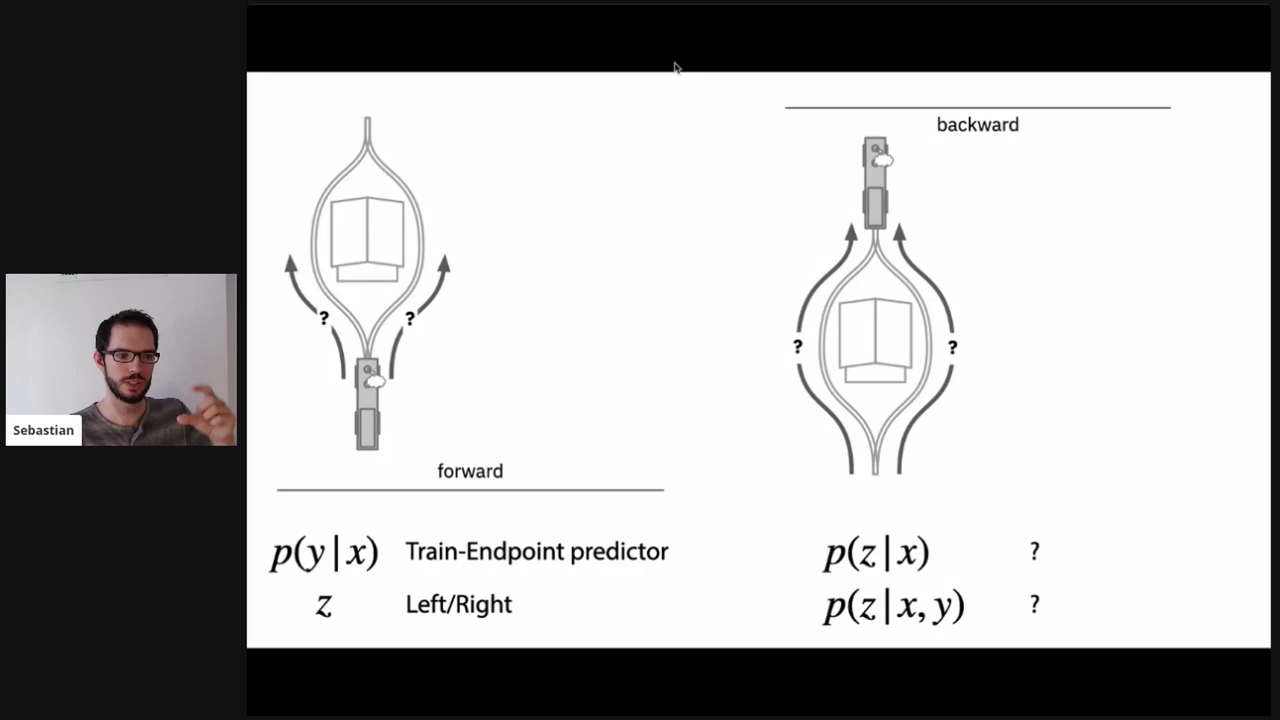 backward
? ?
? ?
Sebastian
forward
p(y|x) Train-Endpoint predictor
z Left/Right
p(z|x) ?
p(z|x, y) ?